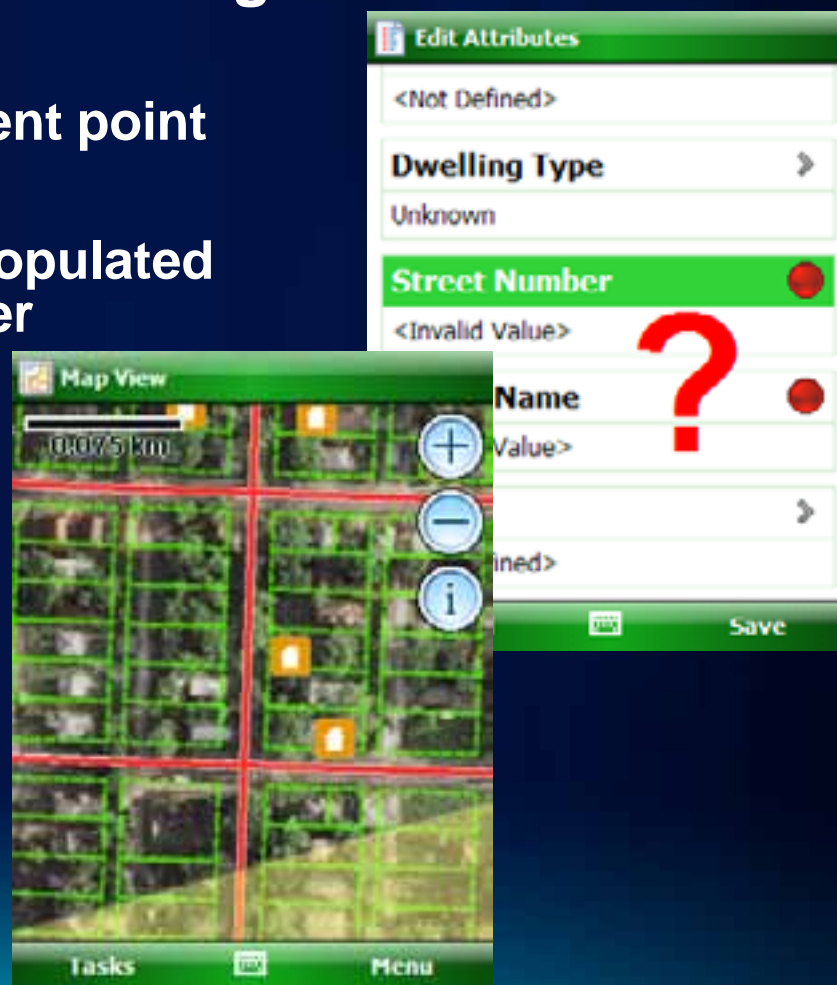 g
ent point
opulated
er
Edit Attributes
<Not Defined>
Dwelling Type
Unknown
Street Number
<Invalid Value>
?
Name
Value>
ined>
Save
Map View
0.075 km
i
Tasks
Menu